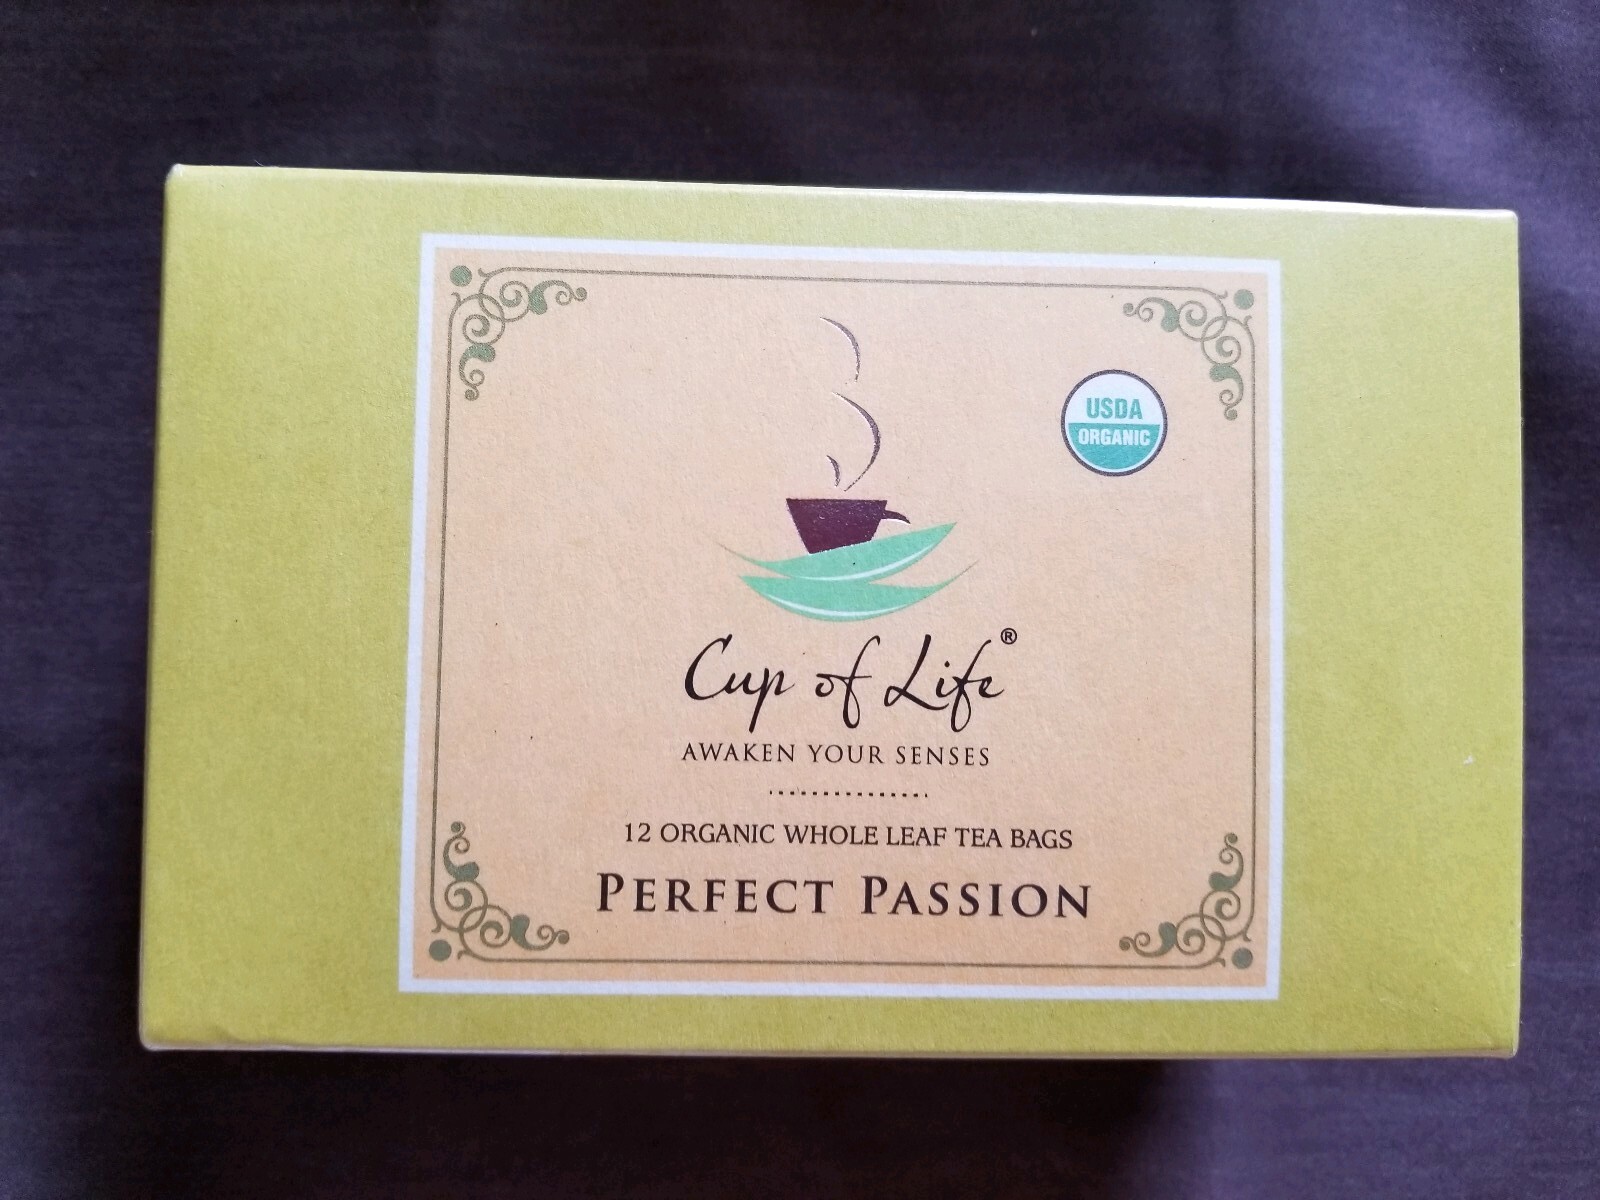 USDA
ORGANIC
Cup of Life®
AWAKEN YOUR SENSES
12 ORGANIC WHOLE LEAF TEA BAGS
PERFECT PASSION